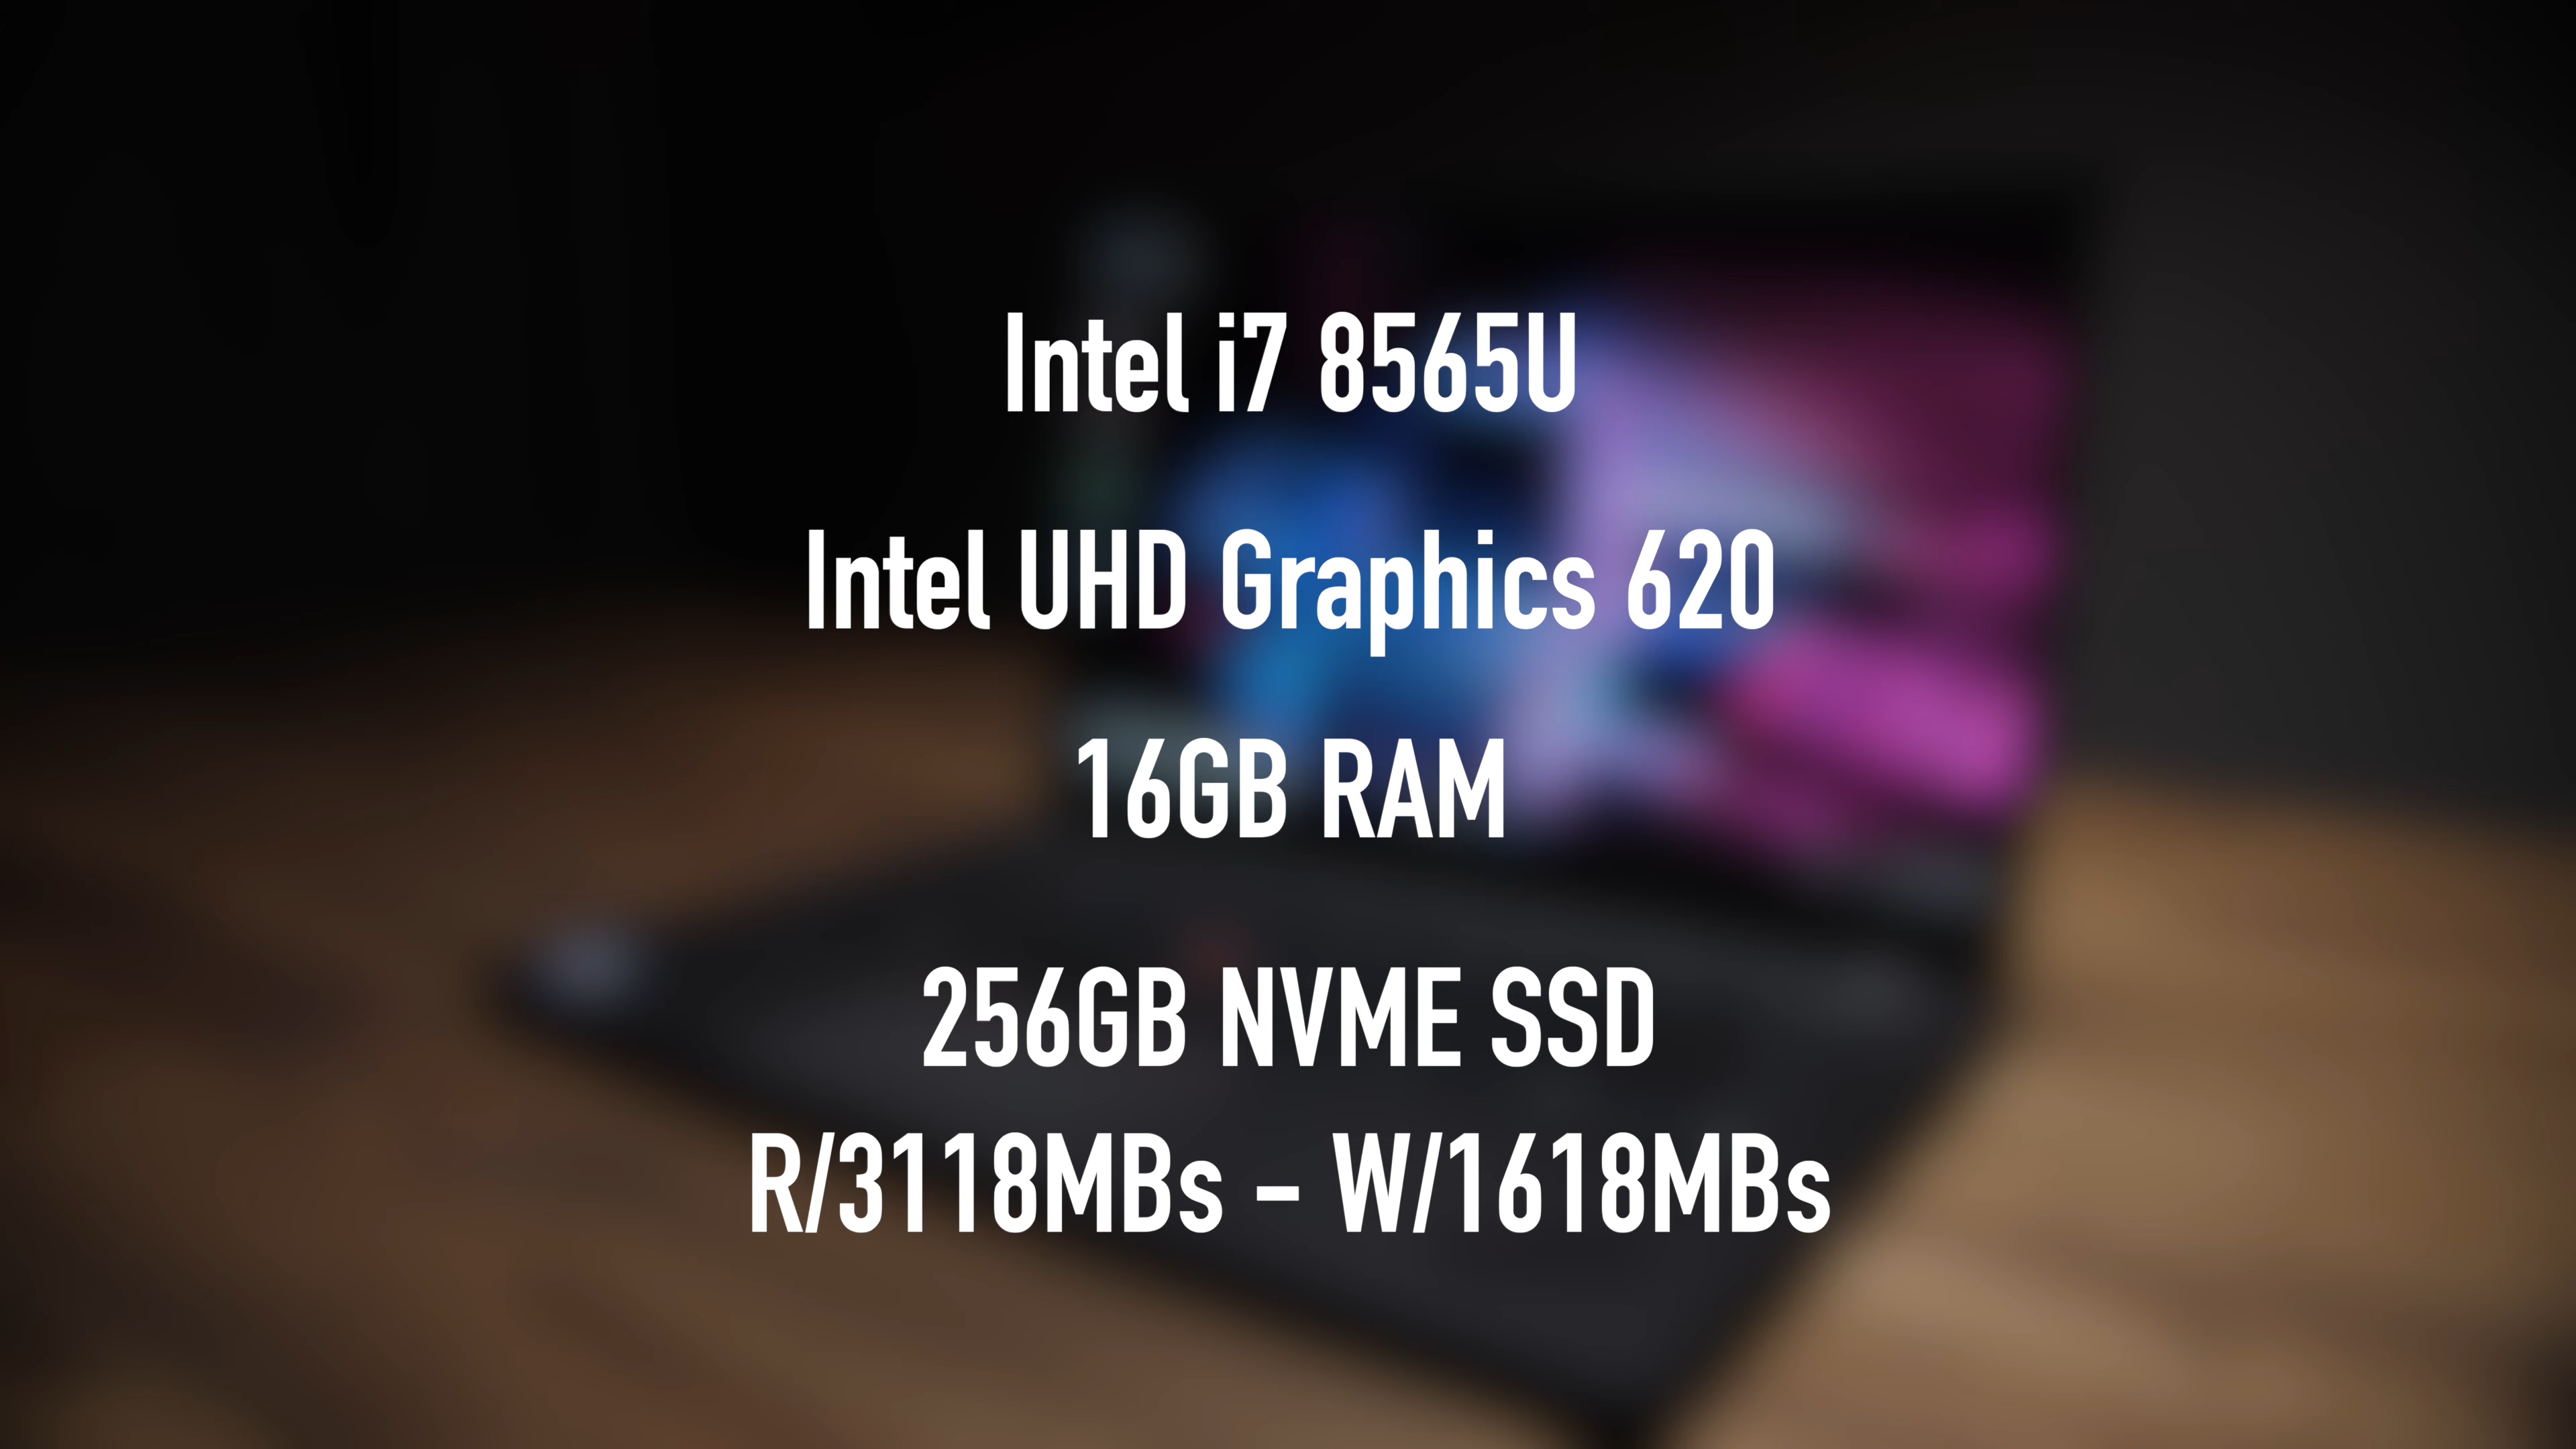 Intel i7 8565U
Intel UHD Graphics 620
16GB RAM
256GB NVME SSD
R/3118MBs - W/1618MBs